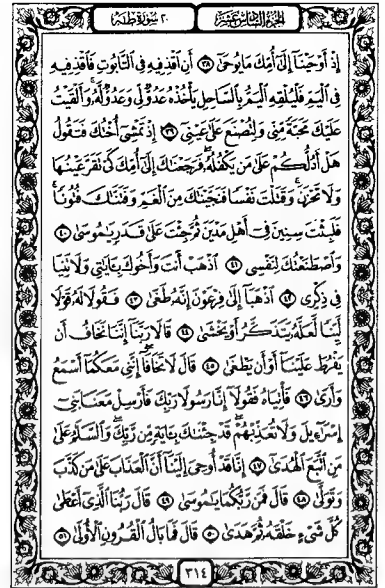 الجزء السادس عشر
٢٠ سورة طه
إِذْ أَوْحَيْنَآ إِلَىٰٓ أُمِّكَ مَا يُوحَىٰٓ ٣٨ أَنِ ٱقْذِفِيهِ فِى ٱلتَّابُوتِ فَٱقْذِفِيهِ
فِى ٱلْيَمِّ فَلْيُلْقِهِ ٱلْيَمُّ بِٱلسَّاحِلِ يَأْخُذْهُ عَدُوٌّ لِّى وَعَدُوٌّ لَّهُۥ وَأَلْقَيْتُ
عَلَيْكَ مَحَبَّةً مِّنِّى وَلِتُصْنَعَ عَلَىٰ عَيْنِىٓ ٣٩ إِذْ تَمْشِىٓ أُخْتُكَ فَتَقُولُ
هَلْ أَدُلُّكُمْ عَلَىٰ مَن يَكْفُلُهُۥ فَرَجَعْنَٰكَ إِلَىٰٓ أُمِّكَ كَىْ تَقَرَّ عَيْنُهَا
وَلَا تَحْزَنَ وَقَتَلْتَ نَفْسًا فَنَجَّيْنَٰكَ مِنَ ٱلْغَمِّ وَفَتَنَّٰكَ فُتُونًا
فَلَبِثْتَ سِنِينَ فِىٓ أَهْلِ مَدْيَنَ ثُمَّ جِئْتَ عَلَىٰ قَدَرٍ يَٰمُوسَىٰ ٤٠
وَٱصْطَنَعْتُكَ لِنَفْسِى ٤١ ٱذْهَبْ أَنتَ وَأَخُوكَ بِـَٔايَٰتِى وَلَا تَنِيَا
فِى ذِكْرِى ٤٢ ٱذْهَبَآ إِلَىٰ فِرْعَوْنَ إِنَّهُۥ طَغَىٰ ٤٣ فَقُولَا لَهُۥ قَوْلًا
لَّيِّنًا لَّعَلَّهُۥ يَتَذَكَّرُ أَوْ يَخْشَىٰ ٤٤ قَالَا رَبَّنَآ إِنَّنَا نَخَافُ أَن
يَفْرُطَ عَلَيْنَآ أَوْ أَن يَطْغَىٰ ٤٥ قَالَ لَا تَخَافَآ إِنَّنِى مَعَكُمَآ أَسْمَعُ
وَأَرَىٰ ٤٦ فَأْتِيَاهُ فَقُولَآ إِنَّا رَسُولَا رَبِّكَ فَأَرْسِلْ مَعَنَا بَنِىٓ
إِسْرَٰٓءِيلَ وَلَا تُعَذِّبْهُمْ قَدْ جِئْنَٰكَ بِـَٔايَةٍ مِّن رَّبِّكَ وَٱلسَّلَٰمُ عَلَىٰ
مَنِ ٱتَّبَعَ ٱلْهُدَىٰٓ ٤٧ إِنَّا قَدْ أُوحِىَ إِلَيْنَآ أَنَّ ٱلْعَذَابَ عَلَىٰ مَن كَذَّبَ
وَتَوَلَّىٰ ٤٨ قَالَ فَمَن رَّبُّكُمَا يَٰمُوسَىٰ ٤٩ قَالَ رَبُّنَا ٱلَّذِىٓ أَعْطَىٰ
كُلَّ شَىْءٍ خَلْقَهُۥ ثُمَّ هَدَىٰ ٥٠ قَالَ فَمَا بَالُ ٱلْقُرُونِ ٱلْأُولَىٰ ٥١
٣١٤